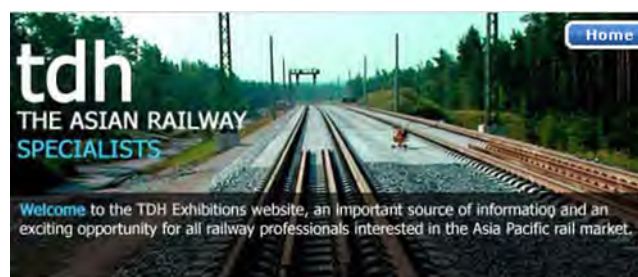 Home
tdh
THE ASIAN RAILWAY
SPECIALISTS
Welcome to the TDH Exhibitions website, an important source of information and an
exciting opportunity for all railway professionals interested in the Asia Pacific rail market.